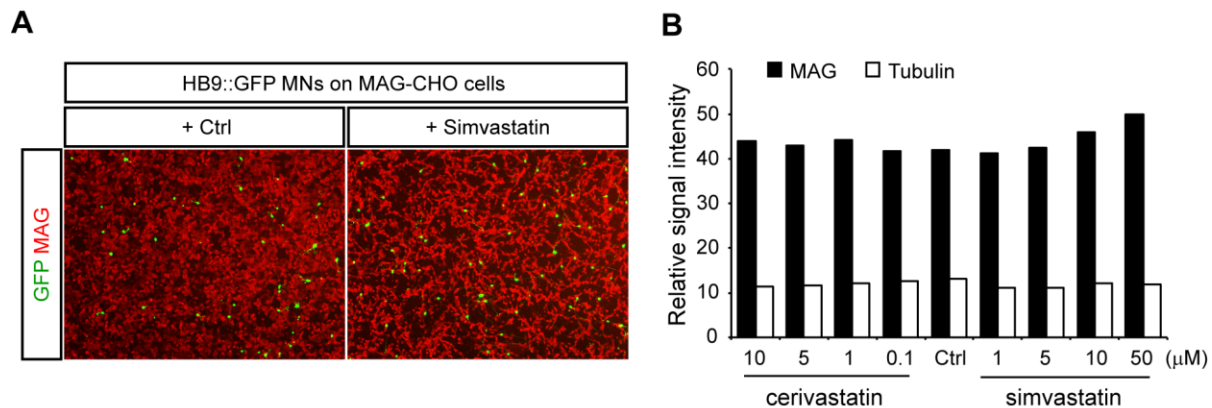 A
HB9::GFP MNs on MAG-CHO cells
+ Ctrl + Simvastatin
GFP MAG
B
MAG Tubulin
Relative signal intensity
60
50
40
30
20
10
0
10 5 1 0.1 Ctrl 1 5 10 50 (μM)
cerivastatin simvastatin